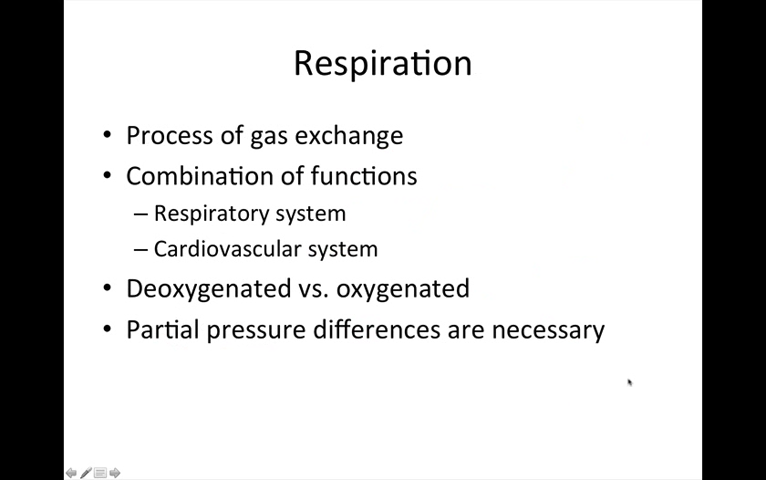 Respiration
• Process of gas exchange
• Combination of functions
– Respiratory system
– Cardiovascular system
• Deoxygenated vs. oxygenated
• Partial pressure differences are necessary